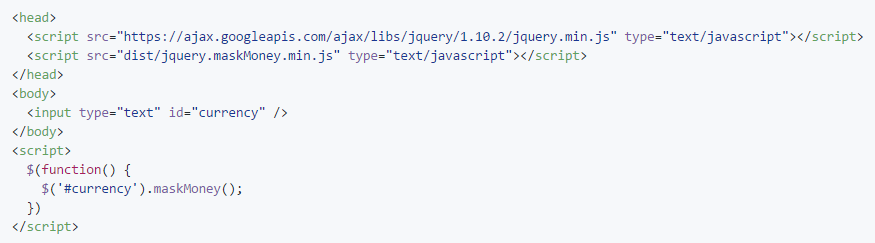 <head>
  <script src="https://ajax.googleapis.com/ajax/libs/jquery/1.10.2/jquery.min.js" type="text/javascript"></script>
  <script src="dist/jquery.maskMoney.min.js" type="text/javascript"></script>
</head>
<body>
  <input type="text" id="currency" />
</body>
<script>
  $(function() {
    $('#currency').maskMoney();
  })
</script>